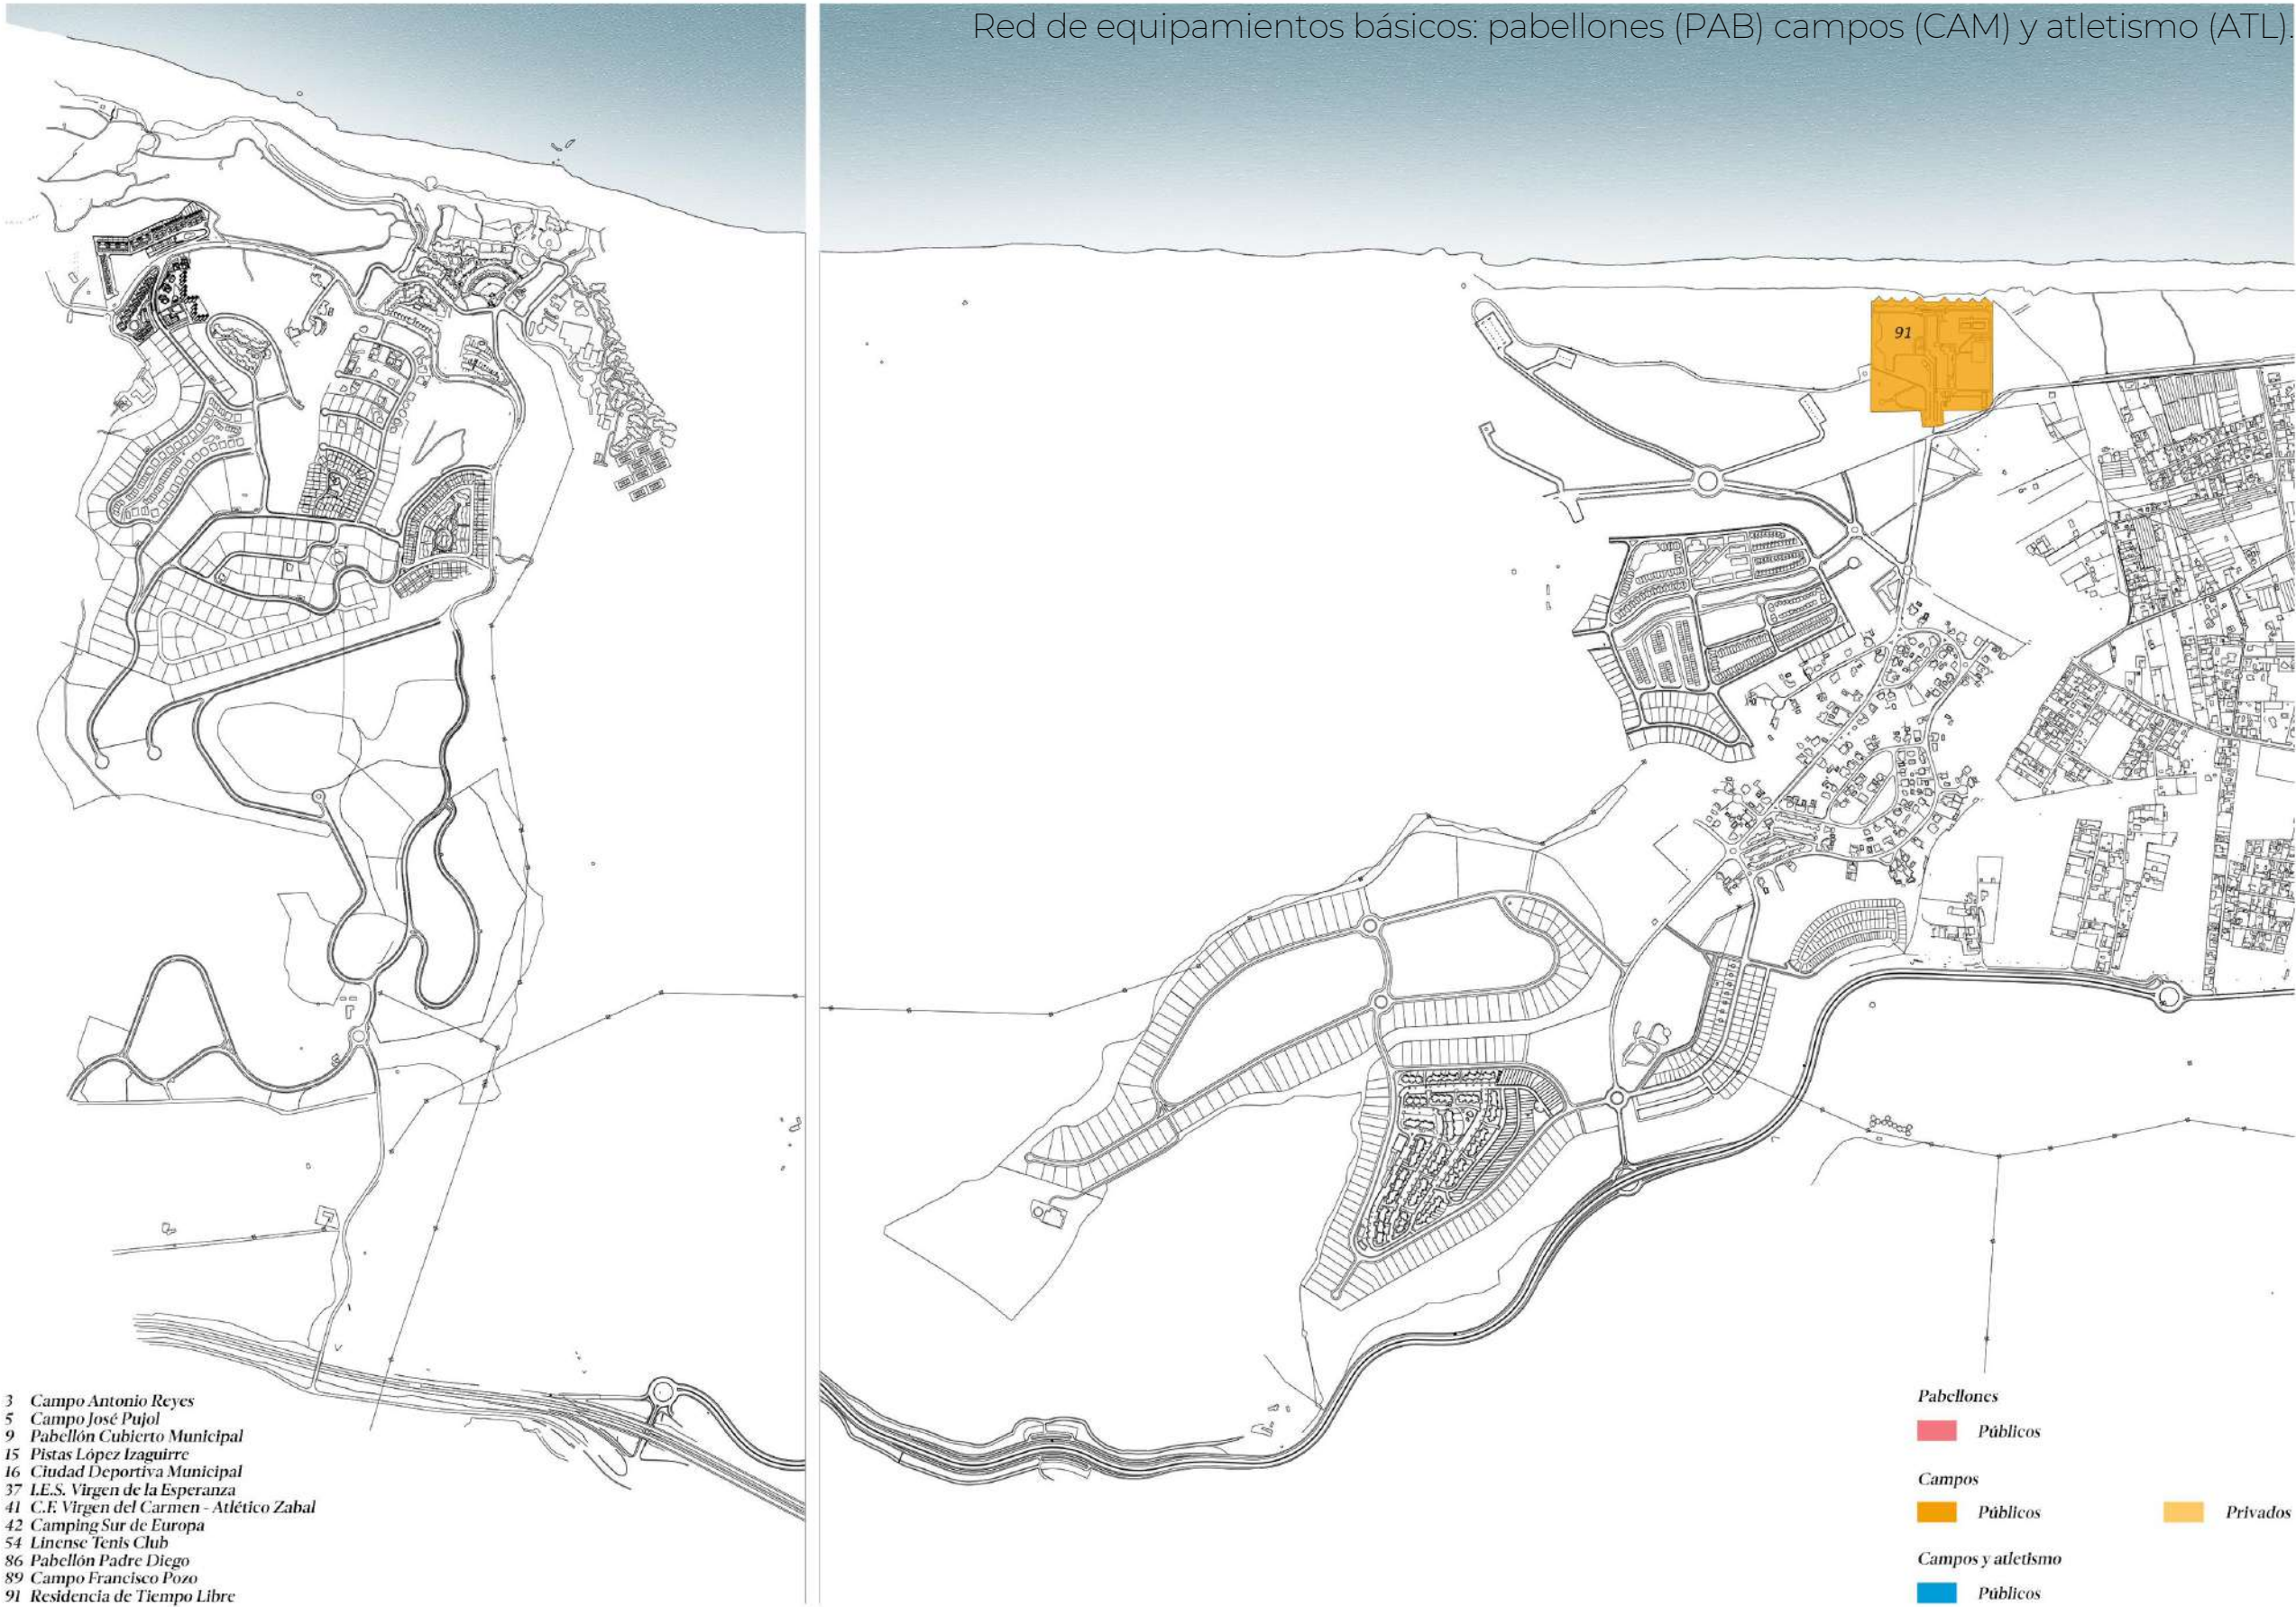 Red de equipamientos básicos: pabellones (PAB) campos (CAM) y atletismo (ATL).
91
3 Campo Antonio Reyes
5 Campo José Pujol
9 Pabellón Cubierto Municipal
15 Pistas López Izaguirre
16 Ciudad Deportiva Municipal
37 I.E.S. Virgen de la Esperanza
41 C.F. Virgen del Carmen - Atlético Zabal
42 Camping Sur de Europa
54 Linense Tenis Club
86 Pabellón Padre Diego
89 Campo Francisco Pozo
91 Residencia de Tiempo Libre
Pabellones
Públicos
Campos
Públicos Privados
Campos y atletismo
Públicos